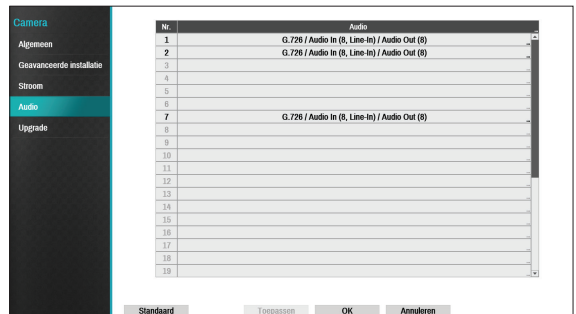 Camera
Algemeen
Geavanceerde installatie
Stroom
Audio
Upgrade
Nr. Audio
1 G.726 / Audio In (8, Line-In) / Audio Out (8) ...
2 G.726 / Audio In (8, Line-In) / Audio Out (8) ...
3 ...
4 ...
5 ...
6 ...
7 G.726 / Audio In (8, Line-In) / Audio Out (8) ...
8 ...
9 ...
10 ...
11 ...
12 ...
13 ...
14 ...
15 ...
16 ...
17 ...
18 ...
19 ...
Standaard Toepassen OK Annuleren